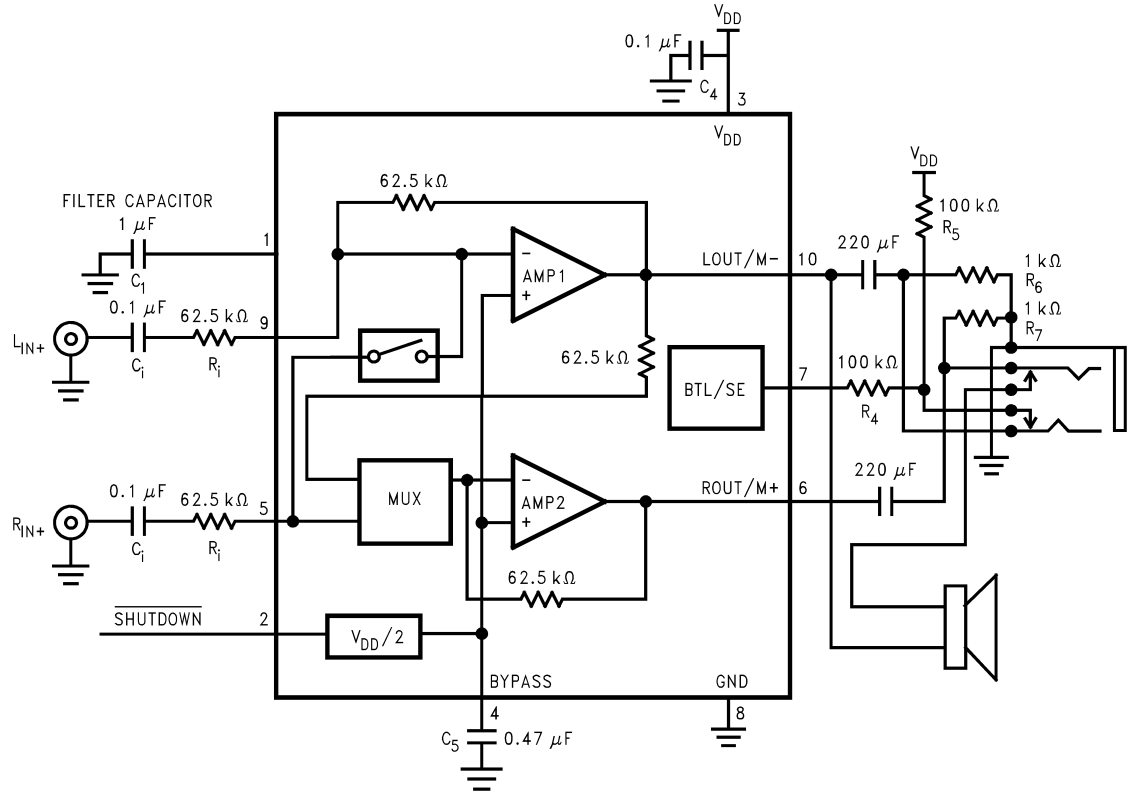 V_DD
0.1 μF
C_4
3
V_DD
62.5 kΩ
V_DD
FILTER CAPACITOR
1 μF
1
C_1
100 kΩ
R_5
− AMP1 +
LOUT/M−
10
220 μF
1 kΩ
R_6
0.1 μF
62.5 kΩ
9
L_IN+
C_i
R_i
1 kΩ
R_7
62.5 kΩ
BTL/SE
7
100 kΩ
R_4
0.1 μF
62.5 kΩ
5
R_IN+
C_i
R_i
MUX
− AMP2 +
ROUT/M+
6
220 μF
62.5 kΩ
SHUTDOWN
2
V_DD/2
BYPASS
GND
4
8
C_5
0.47 μF